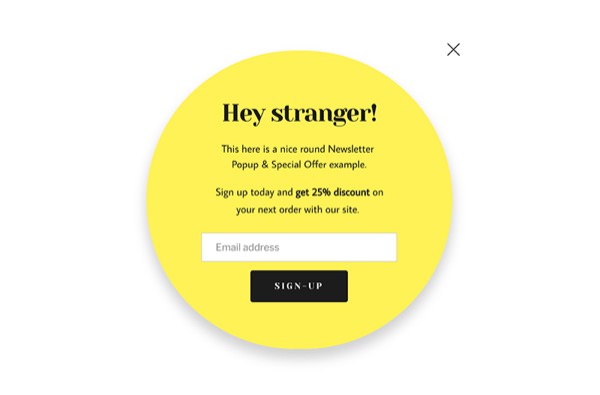 Hey stranger!
This here is a nice round Newsletter
Popup & Special Offer example.
Sign up today and get 25% discount on
your next order with our site.
Email address
SIGN-UP